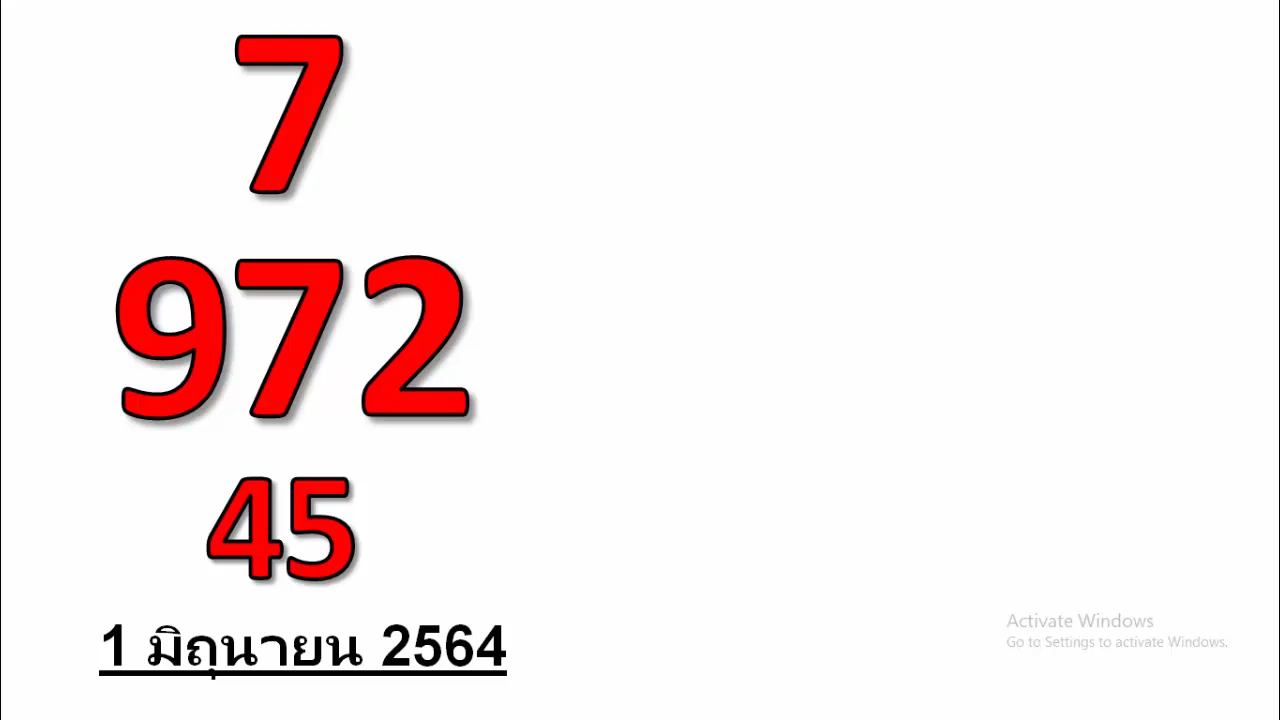 7
972
45
1 มิถุนายน 2564
Activate Windows
Go to Settings to activate Windows.